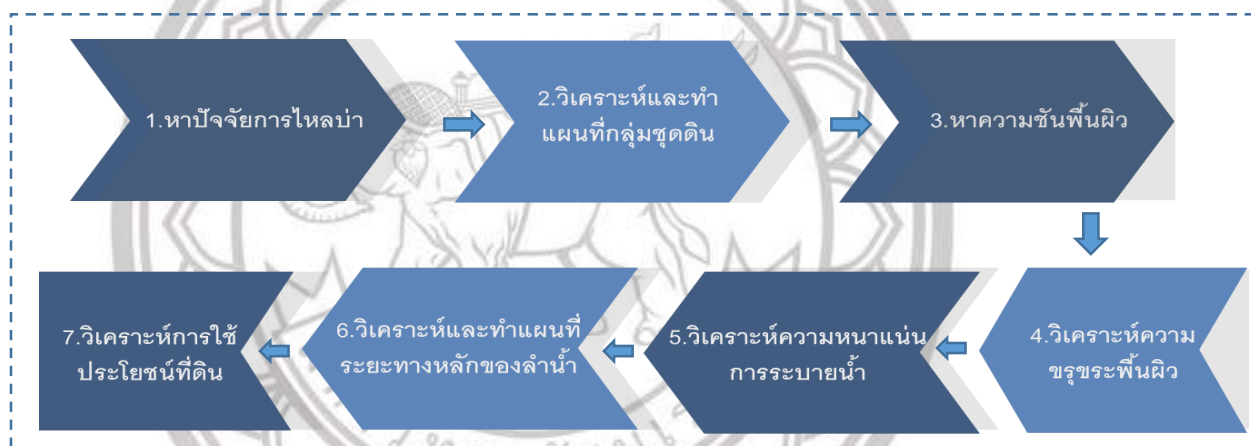 1.หาปัจจัยการไหลบ่า
2.วิเคราะห์และทำ
แผนที่กลุ่มชุดดิน
3.หาความชันพื้นผิว
4.วิเคราะห์ความ
ขรุขระพื้นผิว
5.วิเคราะห์ความหนาแน่น
การระบายน้ำ
6.วิเคราะห์และทำแผนที่
ระยะทางหลักของลำน้ำ
7.วิเคราะห์การใช้
ประโยชน์ที่ดิน